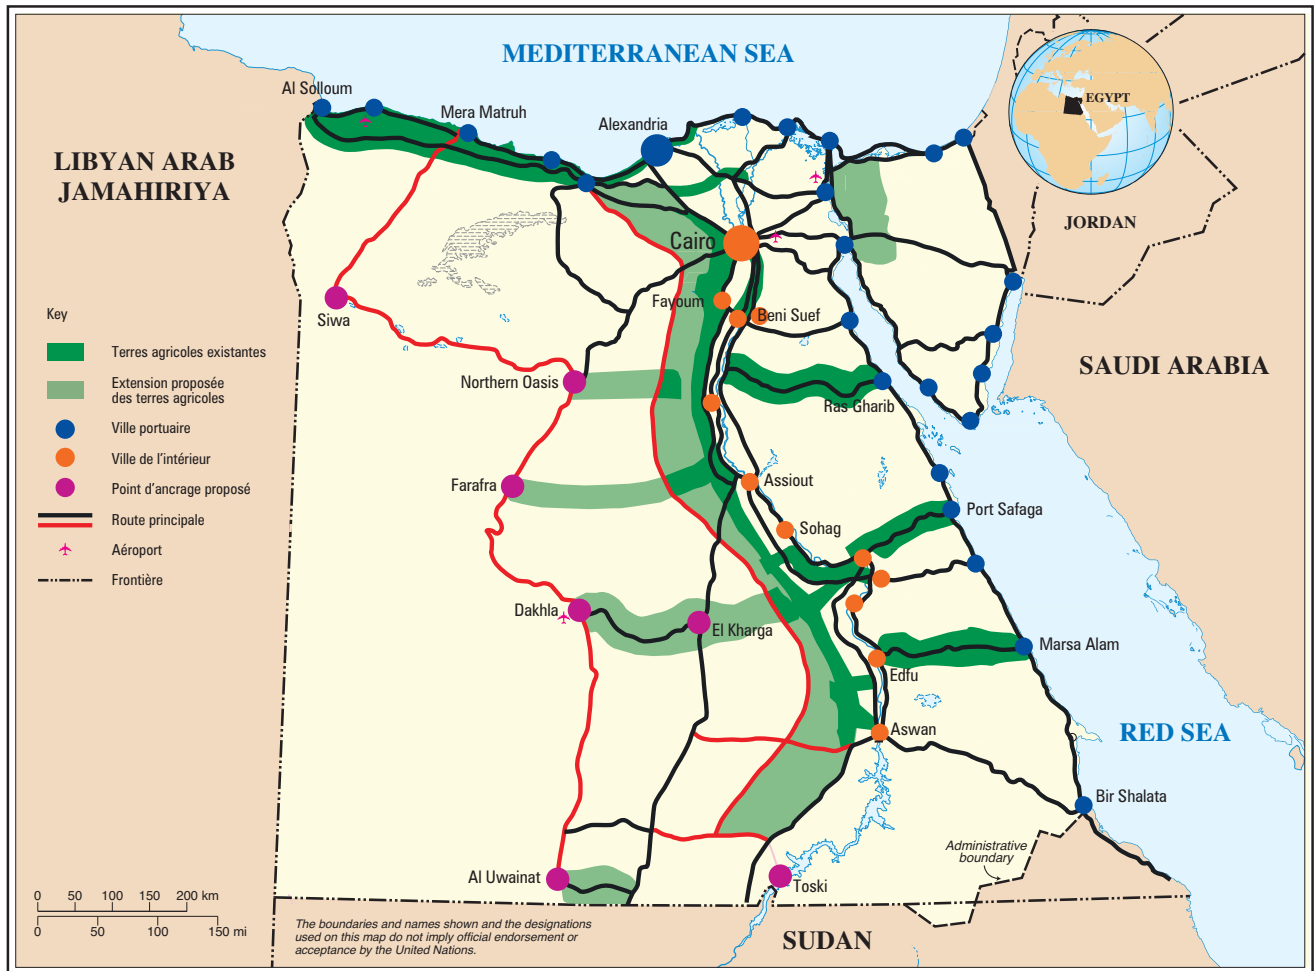 MEDITERRANEAN SEA
Al Solloum
Mera Matruh
Alexandria
EGYPT
LIBYAN ARAB
JAMAHIRIYA
JORDAN
Cairo
Siwa
Fayoum
Beni Suef
SAUDI ARABIA
Northern Oasis
Ras Gharib
Farafra
Assiout
Port Safaga
Sohag
Dakhla
El Kharga
Marsa Alam
Edfu
Aswan
RED SEA
Bir Shalata
Administrative
boundary
Al Uwainat
Toski
SUDAN
Key
Terres agricoles existantes
Extension proposée
des terres agricoles
Ville portuaire
Ville de l'intérieur
Point d'ancrage proposé
Route principale
Aéroport
Frontière
0 50 100 150 200 km
0 50 100 150 mi
The boundaries and names shown and the designations
used on this map do not imply official endorsement or
acceptance by the United Nations.